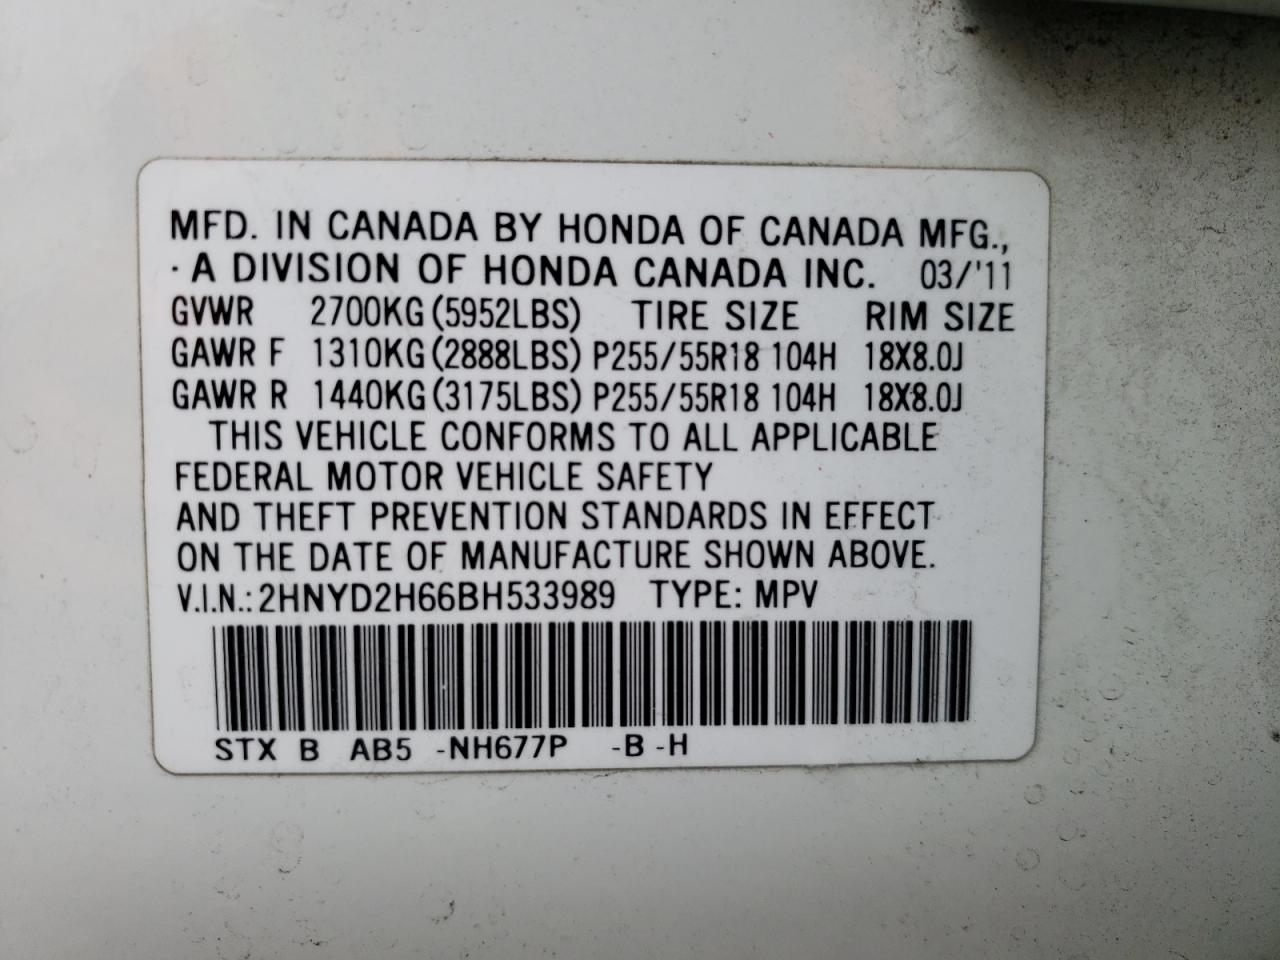 MFD. IN CANADA BY HONDA OF CANADA MFG.,
· A DIVISION OF HONDA CANADA INC. 03/'11
GVWR 2700KG (5952LBS) TIRE SIZE RIM SIZE
GAWR F 1310KG (2888LBS) P255/55R18 104H 18X8.0J
GAWR R 1440KG (3175LBS) P255/55R18 104H 18X8.0J
THIS VEHICLE CONFORMS TO ALL APPLICABLE
FEDERAL MOTOR VEHICLE SAFETY
AND THEFT PREVENTION STANDARDS IN EFFECT
ON THE DATE OF MANUFACTURE SHOWN ABOVE.
V.I.N.: 2HNYD2H66BH533989 TYPE: MPV
STX B AB5 -NH677P -B -H